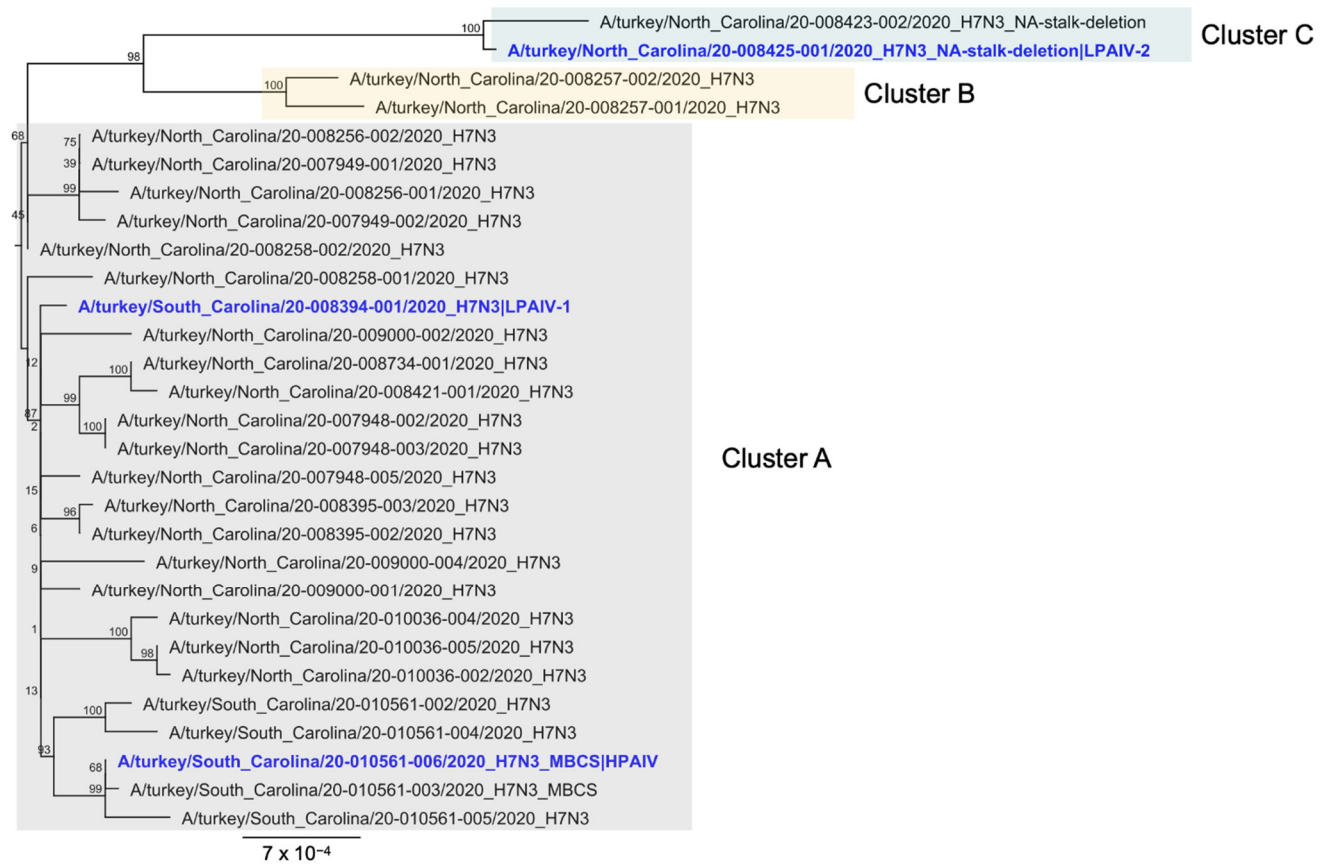 100
A/turkey/North_Carolina/20-008423-002/2020_H7N3_NA-stalk-deletion
A/turkey/North_Carolina/20-008425-001/2020_H7N3_NA-stalk-deletion|LPAIV-2
Cluster C
98
100
A/turkey/North_Carolina/20-008257-002/2020_H7N3
A/turkey/North_Carolina/20-008257-001/2020_H7N3
Cluster B
68
75
A/turkey/North_Carolina/20-008256-002/2020_H7N3
39
A/turkey/North_Carolina/20-007949-001/2020_H7N3
99
A/turkey/North_Carolina/20-008256-001/2020_H7N3
45
A/turkey/North_Carolina/20-007949-002/2020_H7N3
A/turkey/North_Carolina/20-008258-002/2020_H7N3
A/turkey/North_Carolina/20-008258-001/2020_H7N3
A/turkey/South_Carolina/20-008394-001/2020_H7N3|LPAIV-1
A/turkey/North_Carolina/20-009000-002/2020_H7N3
12
100
A/turkey/North_Carolina/20-008734-001/2020_H7N3
A/turkey/North_Carolina/20-008421-001/2020_H7N3
99
87
2
100
A/turkey/North_Carolina/20-007948-002/2020_H7N3
A/turkey/North_Carolina/20-007948-003/2020_H7N3
Cluster A
A/turkey/North_Carolina/20-007948-005/2020_H7N3
15
96
A/turkey/North_Carolina/20-008395-003/2020_H7N3
6
A/turkey/North_Carolina/20-008395-002/2020_H7N3
9
A/turkey/North_Carolina/20-009000-004/2020_H7N3
A/turkey/North_Carolina/20-009000-001/2020_H7N3
1
100
A/turkey/North_Carolina/20-010036-004/2020_H7N3
98
A/turkey/North_Carolina/20-010036-005/2020_H7N3
A/turkey/North_Carolina/20-010036-002/2020_H7N3
13
100
A/turkey/South_Carolina/20-010561-002/2020_H7N3
A/turkey/South_Carolina/20-010561-004/2020_H7N3
93
68
A/turkey/South_Carolina/20-010561-006/2020_H7N3_MBCS|HPAIV
99
A/turkey/South_Carolina/20-010561-003/2020_H7N3_MBCS
A/turkey/South_Carolina/20-010561-005/2020_H7N3
7 x 10⁻⁴